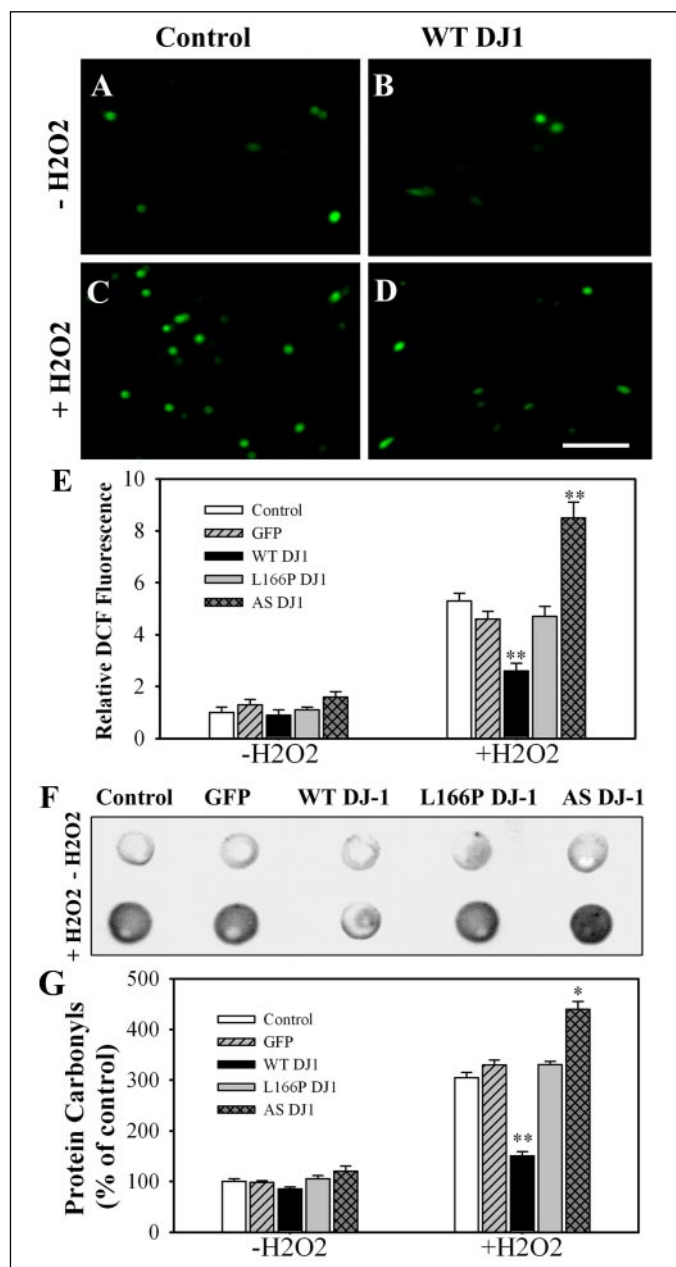 Control WT DJ1
A B
- H2O2
C D
+ H2O2
E
10
8
6
4
2
0
Relative DCF Fluorescence
Control
GFP
WT DJ1
L166P DJ1
AS DJ1
**
**
-H2O2 +H2O2
F
Control GFP WT DJ-1 L166P DJ-1 AS DJ-1
+ H2O2 - H2O2
G
500
400
300
200
100
0
Protein Carbonyls
(% of control)
Control
GFP
WT DJ1
L166P DJ1
AS DJ1
*
**
-H2O2 +H2O2